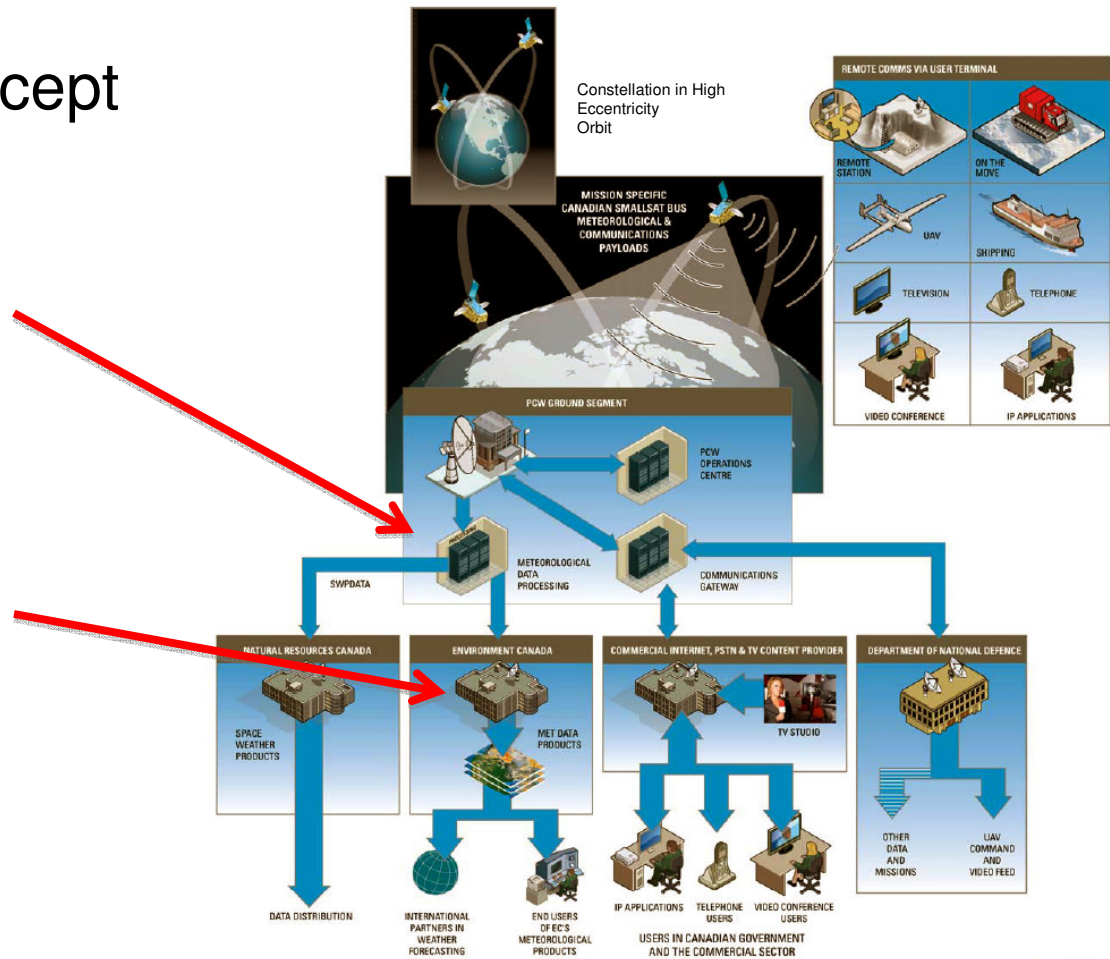 cept
Constellation in High
Eccentricity
Orbit
MISSION SPECIFIC
CANADIAN SMALLSAT BUS
METEOROLOGICAL &
COMMUNICATIONS
PAYLOADS
REMOTE COMMS VIA USER TERMINAL
REMOTE
STATION
ON THE
MOVE
UAV
SHIPPING
TELEVISION
TELEPHONE
VIDEO CONFERENCE
IP APPLICATIONS
PCW GROUND SEGMENT
PCW
OPERATIONS
CENTRE
PROCESSING
METEOROLOGICAL
DATA
PROCESSING
COMMUNICATIONS
GATEWAY
SWPDATA
NATURAL RESOURCES CANADA
SPACE
WEATHER
PRODUCTS
DATA DISTRIBUTION
ENVIRONMENT CANADA
MET DATA
PRODUCTS
INTERNATIONAL
PARTNERS IN
WEATHER
FORECASTING
END USERS
OF EC'S
METEOROLOGICAL
PRODUCTS
COMMERCIAL INTERNET, PSTN & TV CONTENT PROVIDER
TV STUDIO
IP APPLICATIONS
TELEPHONE
USERS
VIDEO CONFERENCE
USERS
USERS IN CANADIAN GOVERNMENT
AND THE COMMERCIAL SECTOR
DEPARTMENT OF NATIONAL DEFENCE
OTHER
DATA
AND
MISSIONS
UAV
COMMAND
AND
VIDEO FEED